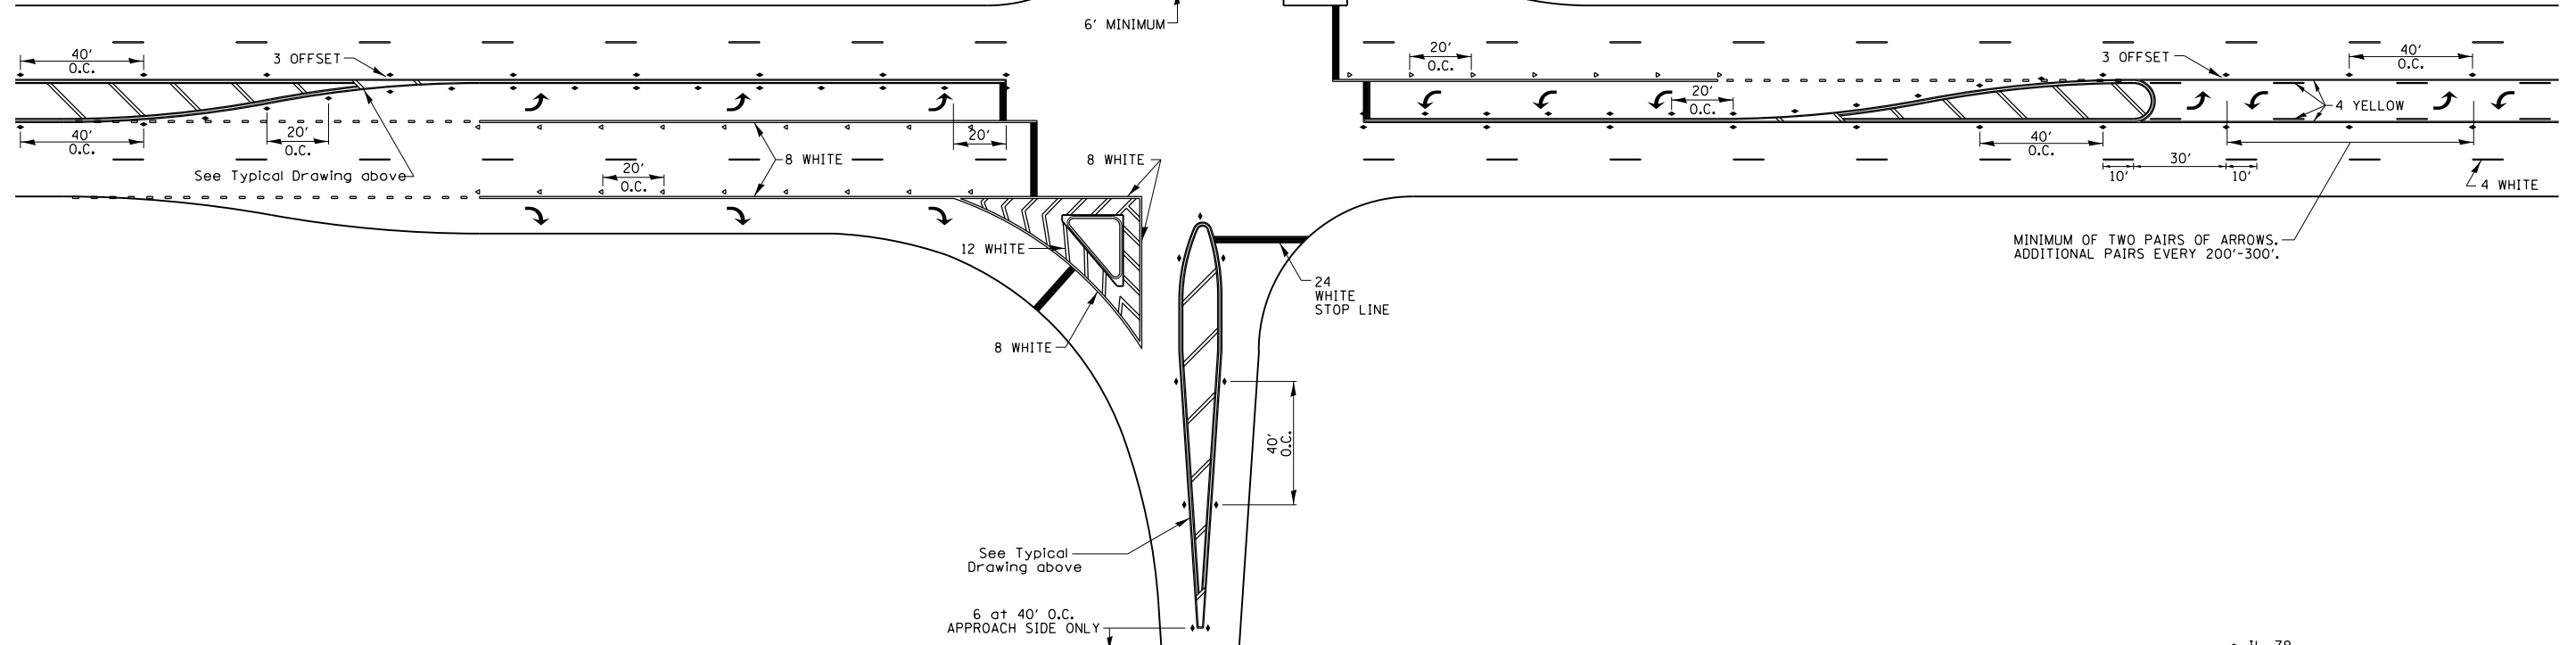 6' MINIMUM
40'
O.C.
3 OFFSET
20'
O.C.
3 OFFSET
40'
O.C.
20'
O.C.
4 YELLOW
40'
O.C.
20'
O.C.
20'
8 WHITE
8 WHITE
40'
O.C.
30'
10'
10'
See Typical Drawing above
20'
O.C.
4 WHITE
12 WHITE
MINIMUM OF TWO PAIRS OF ARROWS.
ADDITIONAL PAIRS EVERY 200'-300'.
24
WHITE
STOP LINE
8 WHITE
40'
O.C.
See Typical
Drawing above
6 at 40' O.C.
APPROACH SIDE ONLY